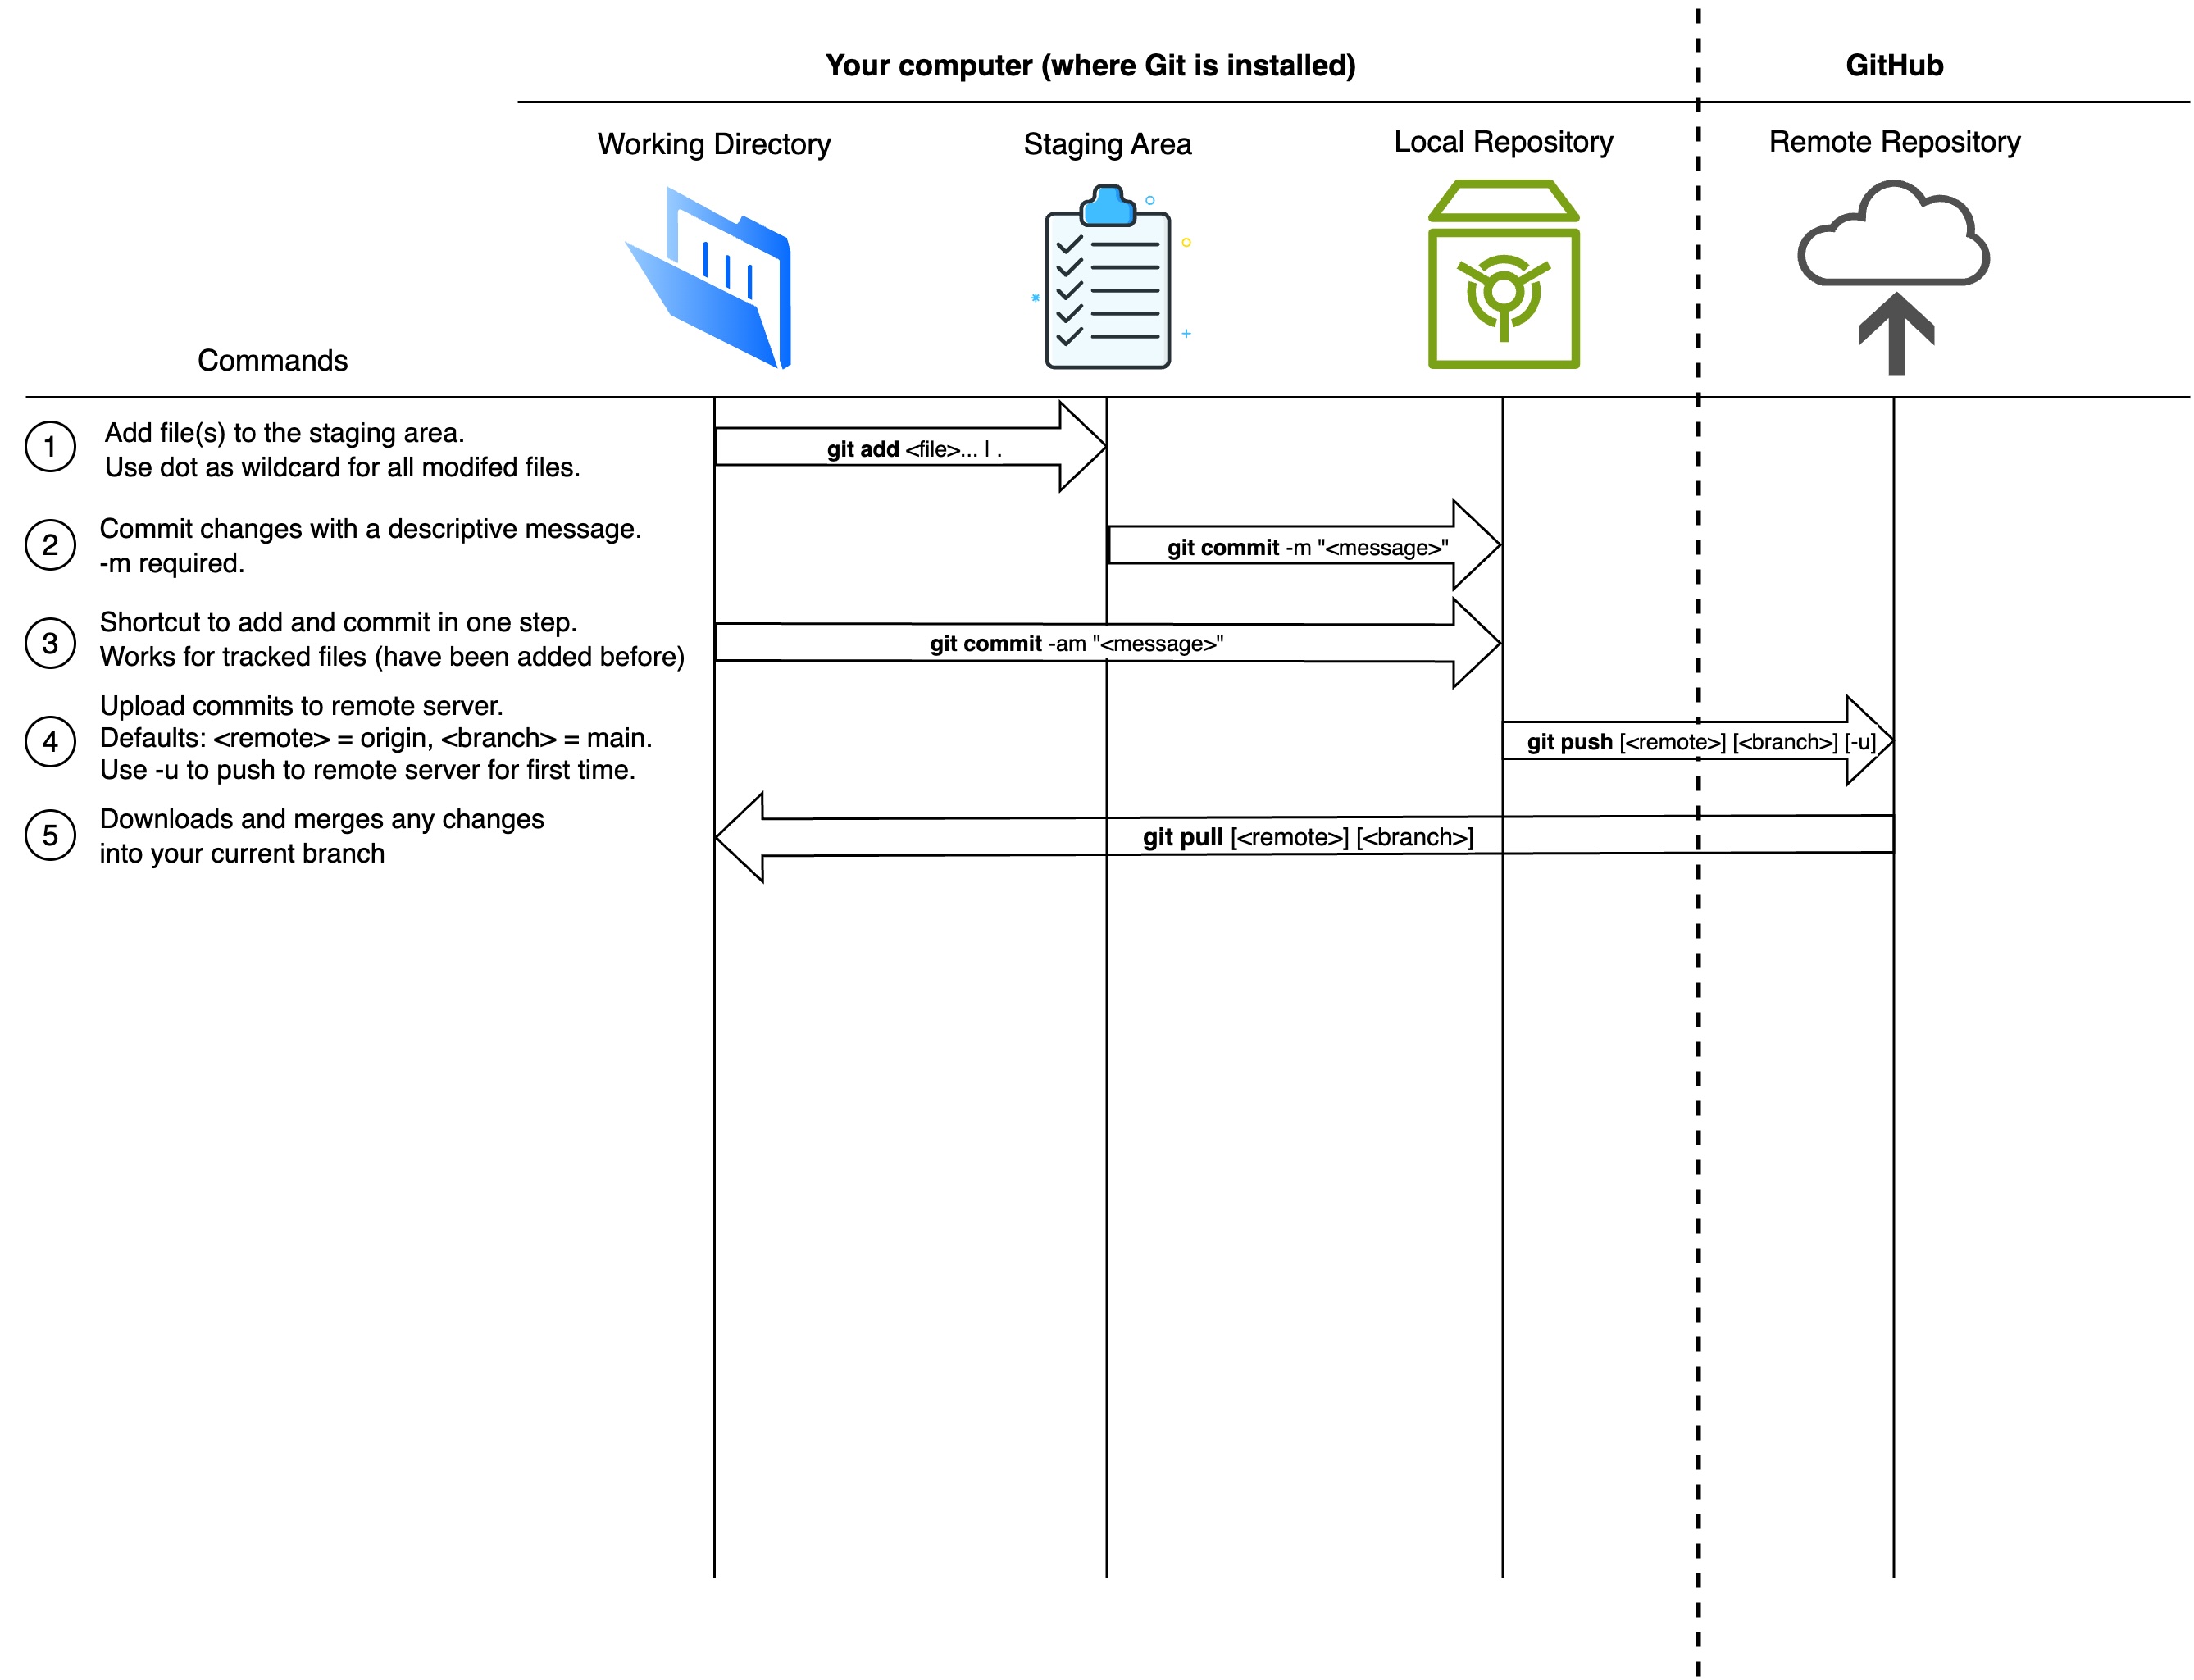 Your computer (where Git is installed)
GitHub
Working Directory
Staging Area
Local Repository
Remote Repository
Commands
1
Add file(s) to the staging area.
Use dot as wildcard for all modifed files.
git add <file>... | .
2
Commit changes with a descriptive message.
-m required.
git commit -m "<message>"
3
Shortcut to add and commit in one step.
Works for tracked files (have been added before)
git commit -am "<message>"
4
Upload commits to remote server.
Defaults: <remote> = origin, <branch> = main.
Use -u to push to remote server for first time.
git push [<remote>] [<branch>] [-u]
5
Downloads and merges any changes
into your current branch
git pull [<remote>] [<branch>]